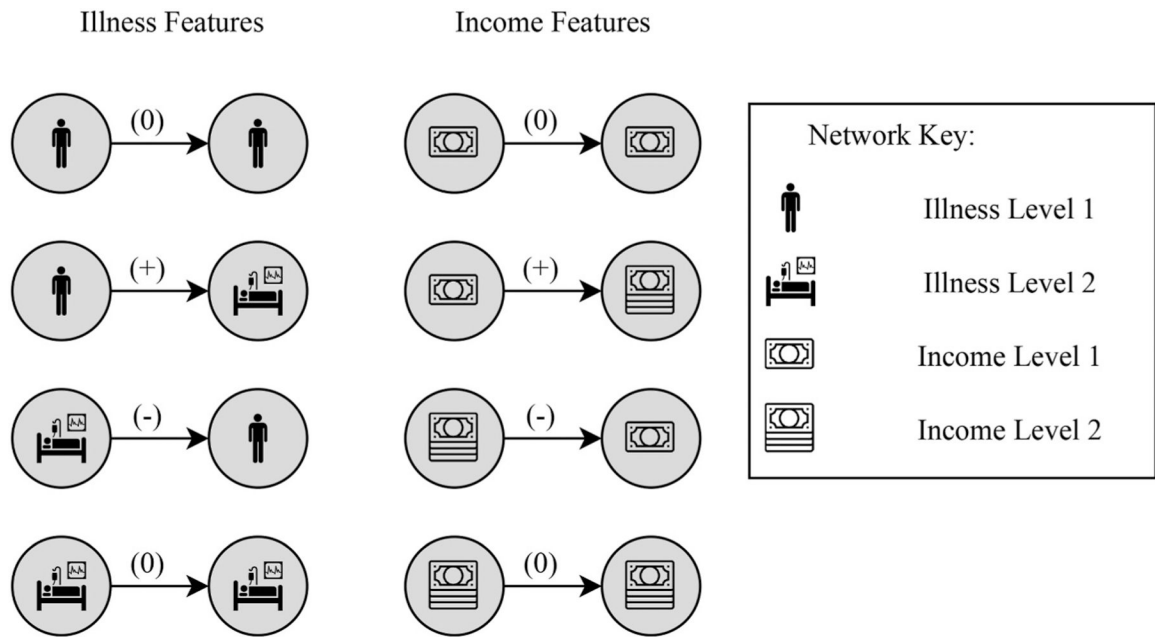 Illness Features
Income Features
(0)
(0)
(+)
(+)
(-)
(-)
(0)
(0)
Network Key:
Illness Level 1
Illness Level 2
Income Level 1
Income Level 2